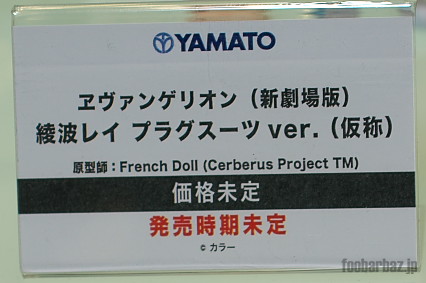 YAMATO
ヱヴァンゲリオン（新劇場版）
綾波レイ プラグスーツ ver.（仮称）
原型師：French Doll (Cerberus Project TM)
価格未定
発売時期未定
© カラー
foobarbaz.jp